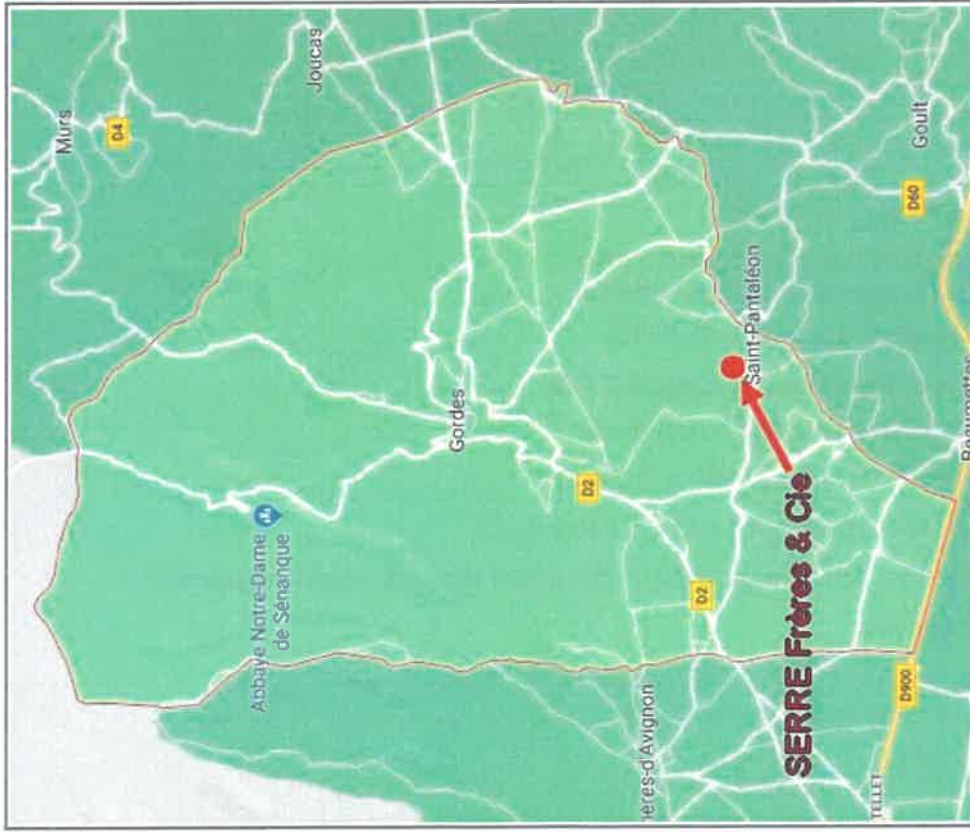 Murs
D4
Joucas
Abbaye Notre-Dame
de Sénanque
Gordes
D2
Saint-Pantaléon
Goult
D60
D2
SERRE Frères & Cie
ères-d'Avignon
D900
TELLET